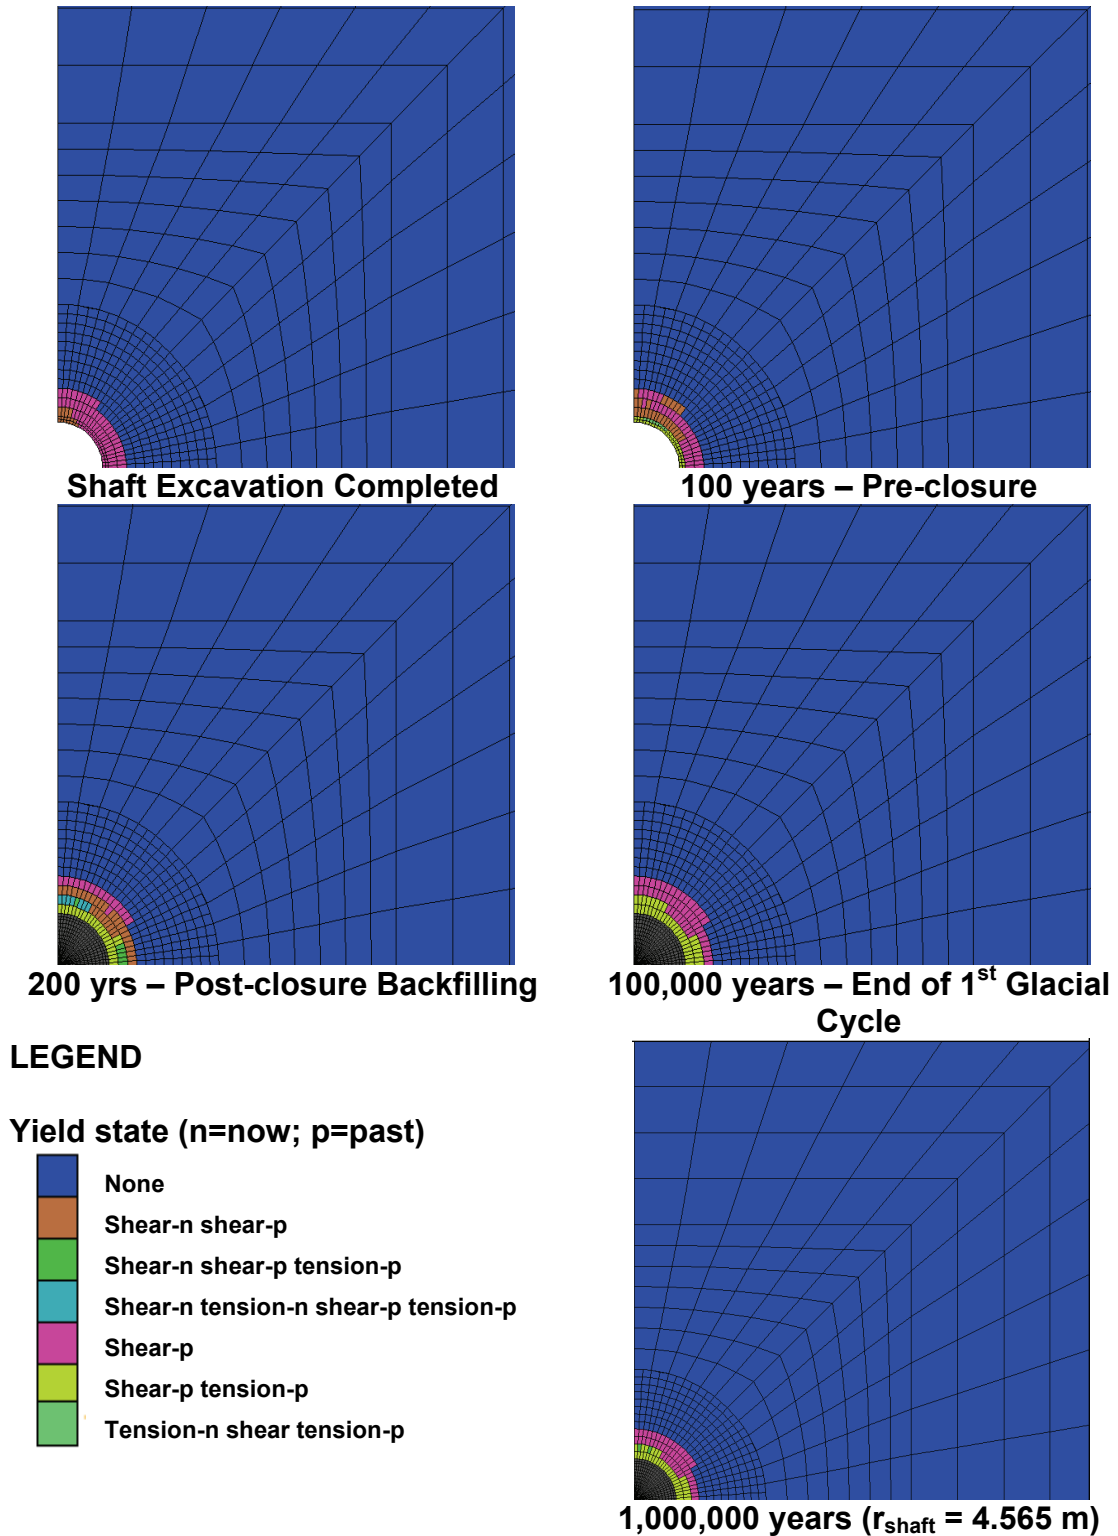 Shaft Excavation Completed
100 years – Pre-closure
200 yrs – Post-closure Backfilling
100,000 years – End of 1st Glacial
Cycle
LEGEND
Yield state (n=now; p=past)
None
Shear-n shear-p
Shear-n shear-p tension-p
Shear-n tension-n shear-p tension-p
Shear-p
Shear-p tension-p
Tension-n shear tension-p
1,000,000 years (rshaft = 4.565 m)